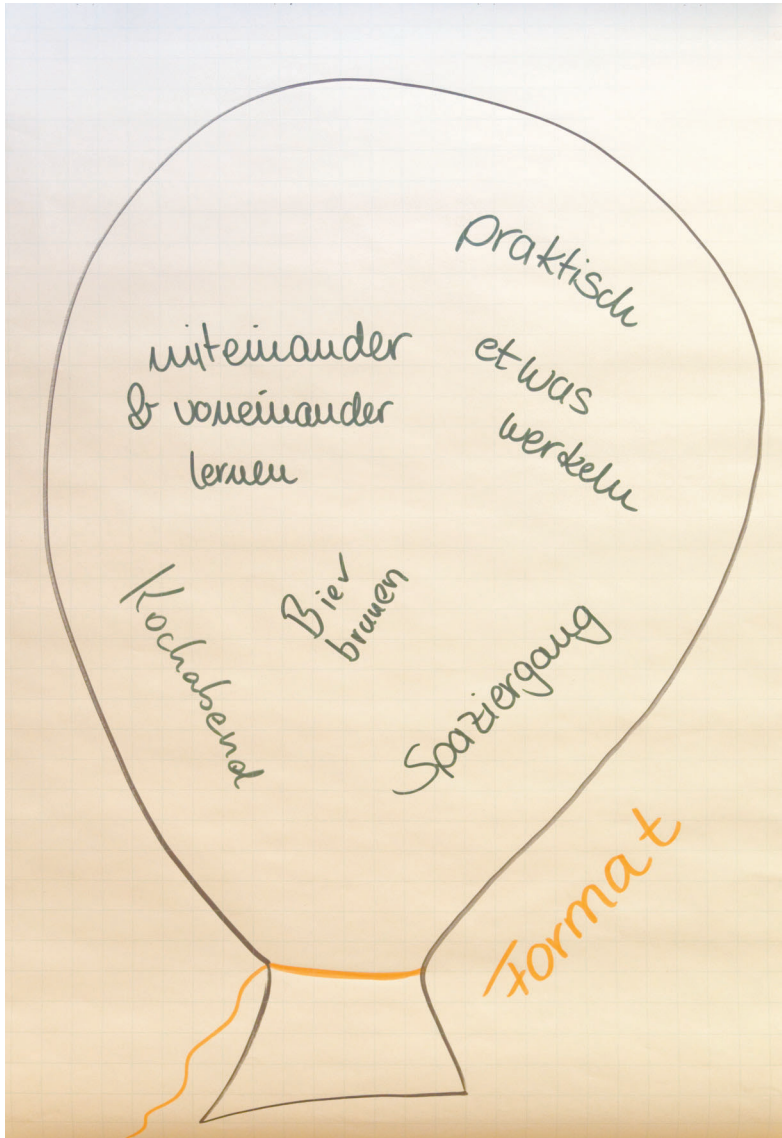 praktisch
etwas
werkeln
miteinander
& voneinander
lernen
Kochabend
Bier
brauen
Spaziergang
Format